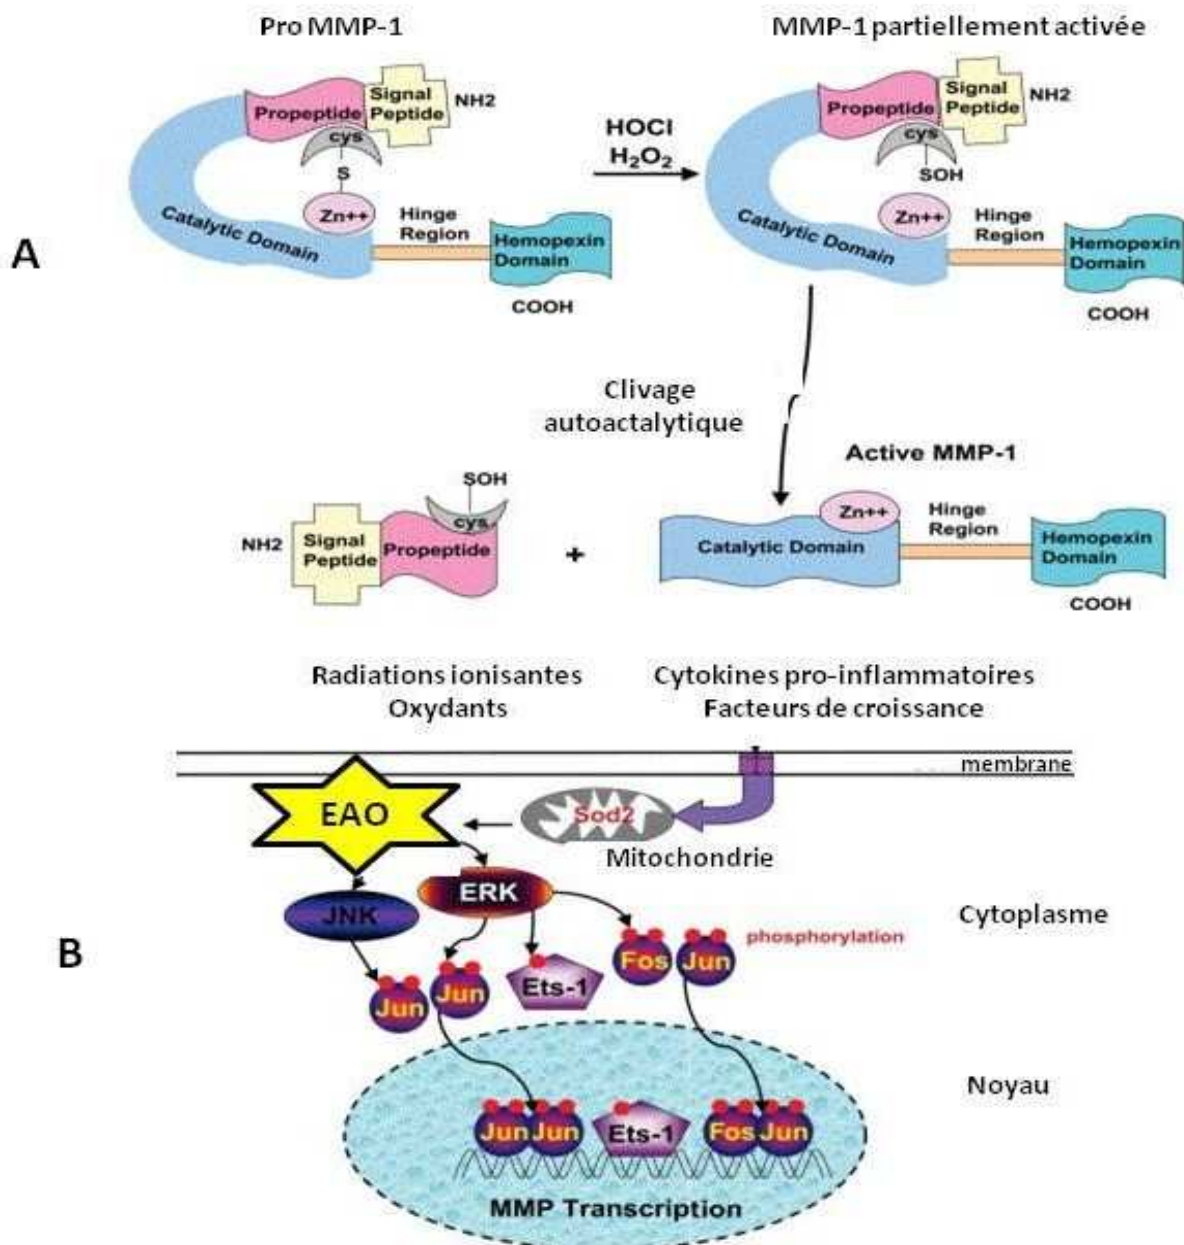 Pro MMP-1
MMP-1 partiellement activée
Propeptide
Signal
Peptide
NH2
cys
S
Zn++
Catalytic Domain
Hinge
Region
Hemopexin
Domain
COOH
HOCl
H₂O₂
Propeptide
Signal
Peptide
NH2
cys
SOH
Zn++
Catalytic Domain
Hinge
Region
Hemopexin
Domain
COOH
A
Clivage
autoactalytique
Active MMP-1
NH2
Signal
Peptide
Propeptide
cys
SOH
+
Catalytic Domain
Zn++
Hinge
Region
Hemopexin
Domain
COOH
Radiations ionisantes
Oxydants
Cytokines pro-inflammatoires
Facteurs de croissance
membrane
EAO
Sod2
Mitochondrie
JNK
ERK
Cytoplasme
B
phosphorylation
Fos
Jun
Ets-1
Jun
Jun
Noyau
Jun
Jun
Ets-1
Fos
Jun
MMP Transcription